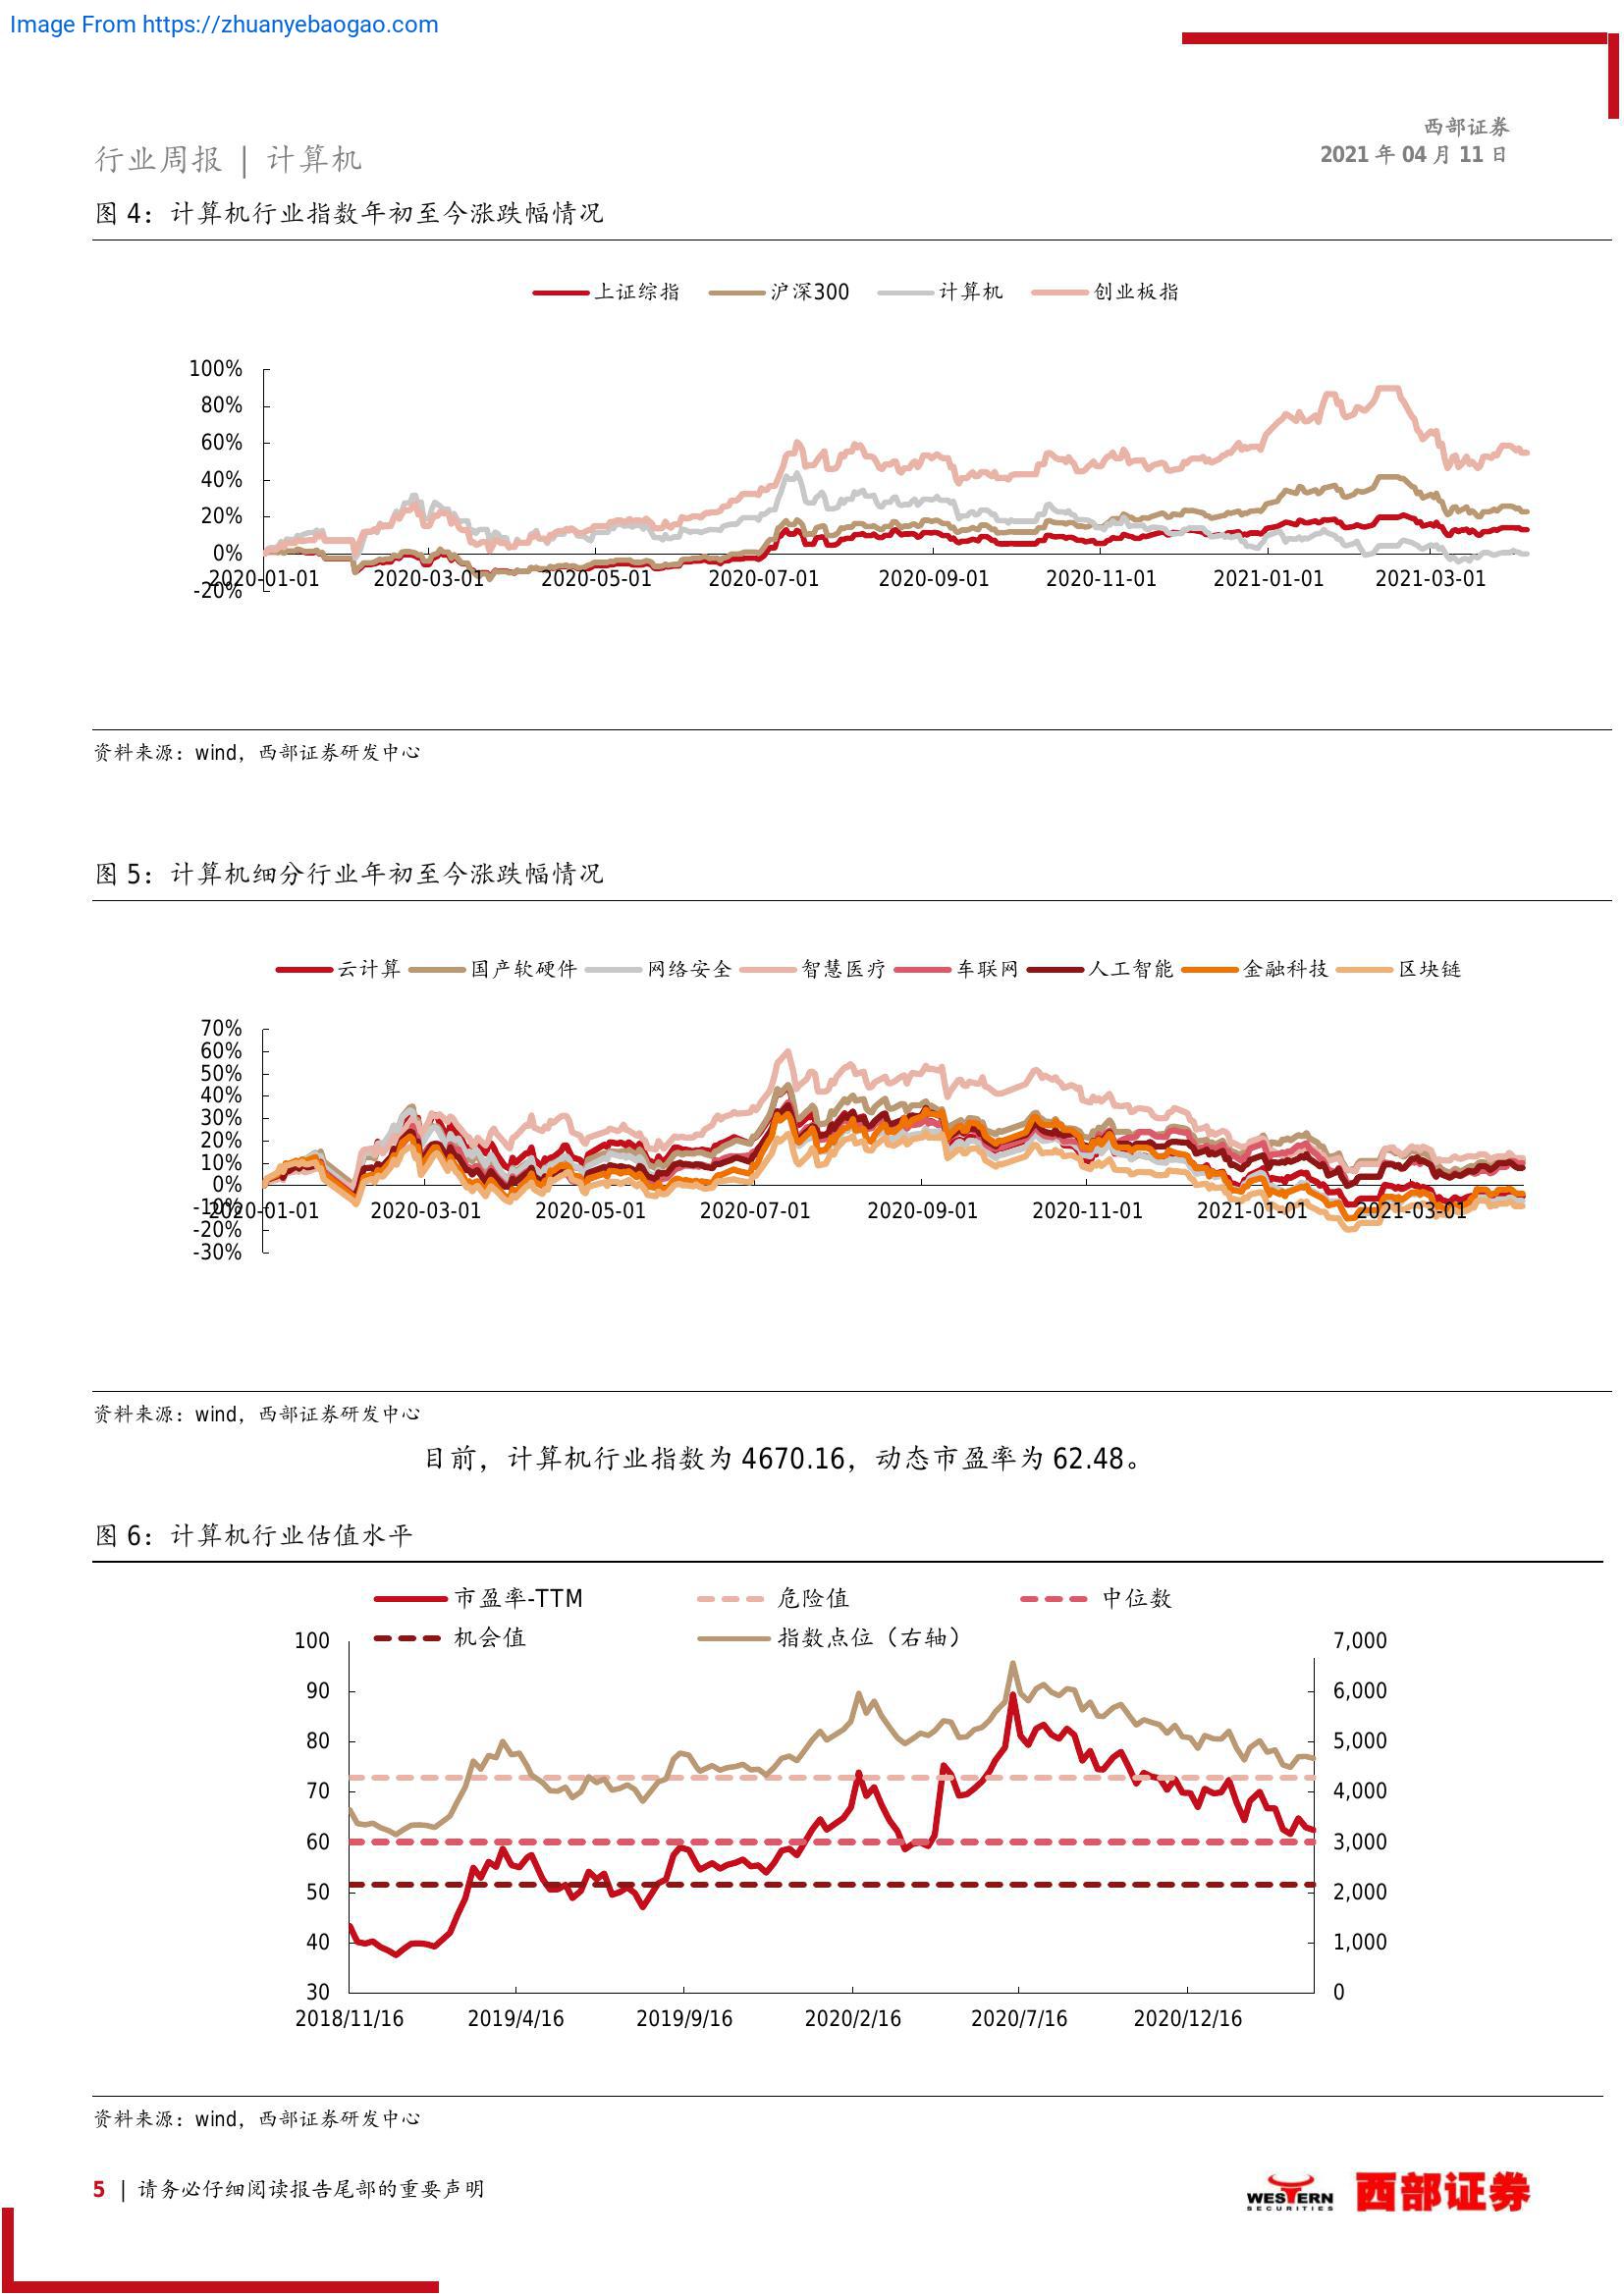 Image From https://zhuanyebaogao.com
西部证券
2021 年 04 月 11 日
行业周报 | 计算机
图 4：计算机行业指数年初至今涨跌幅情况
上证综指 沪深300 计算机 创业板指
100%
80%
60%
40%
20%
0%
-20%
2020-01-01 2020-03-01 2020-05-01 2020-07-01 2020-09-01 2020-11-01 2021-01-01 2021-03-01
资料来源：wind，西部证券研发中心
图 5：计算机细分行业年初至今涨跌幅情况
云计算 国产软硬件 网络安全 智慧医疗 车联网 人工智能 金融科技 区块链
70%
60%
50%
40%
30%
20%
10%
0%
-10%
-20%
-30%
2020-01-01 2020-03-01 2020-05-01 2020-07-01 2020-09-01 2020-11-01 2021-01-01 2021-03-01
资料来源：wind，西部证券研发中心
目前，计算机行业指数为 4670.16，动态市盈率为 62.48。
图 6：计算机行业估值水平
市盈率-TTM 危险值 中位数
机会值 指数点位（右轴）
100 7,000
90 6,000
80 5,000
70 4,000
60 3,000
50 2,000
40 1,000
30 0
2018/11/16 2019/4/16 2019/9/16 2020/2/16 2020/7/16 2020/12/16
资料来源：wind，西部证券研发中心
5 | 请务必仔细阅读报告尾部的重要声明
WESTERN
SECURITIES
西部证券